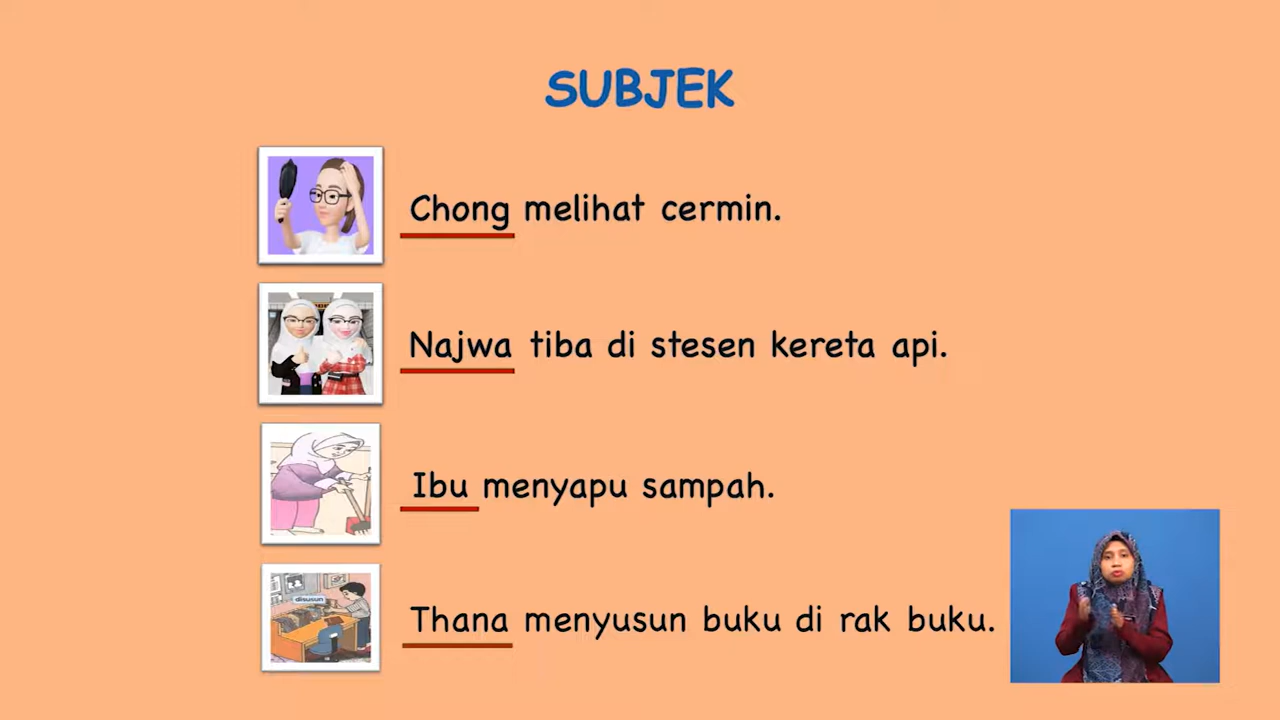 SUBJEK
Chong melihat cermin.
Najwa tiba di stesen kereta api.
Ibu menyapu sampah.
disusun
Thana menyusun buku di rak buku.